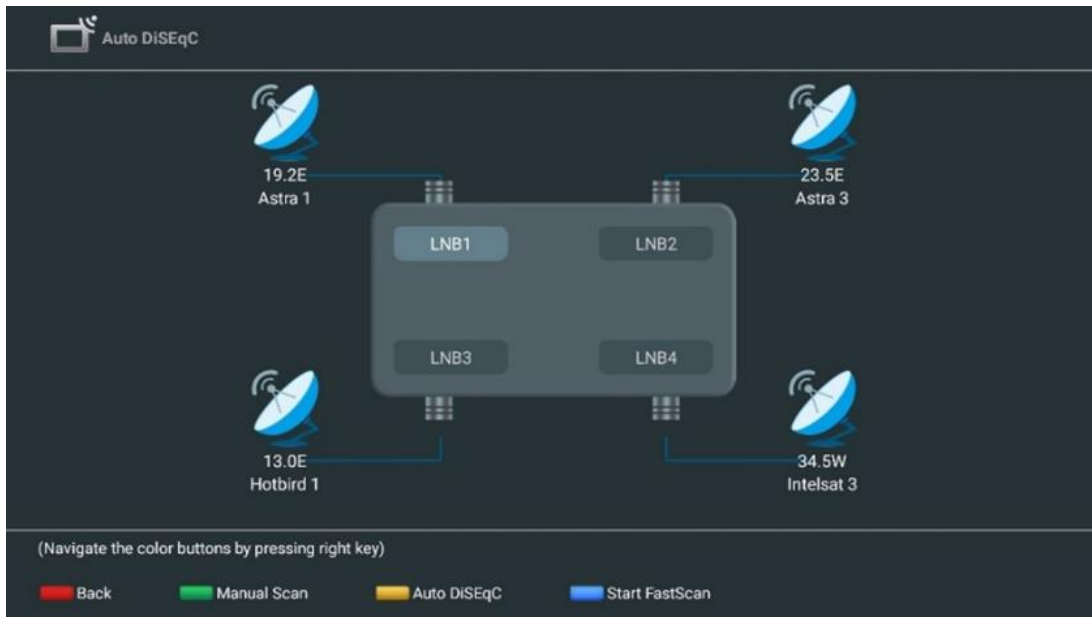 Auto DiSEqC
19.2E
Astra 1
23.5E
Astra 3
LNB1
LNB2
LNB3
LNB4
13.0E
Hotbird 1
34.5W
Intelsat 3
(Navigate the color buttons by pressing right key)
Back
Manual Scan
Auto DiSEqC
Start FastScan